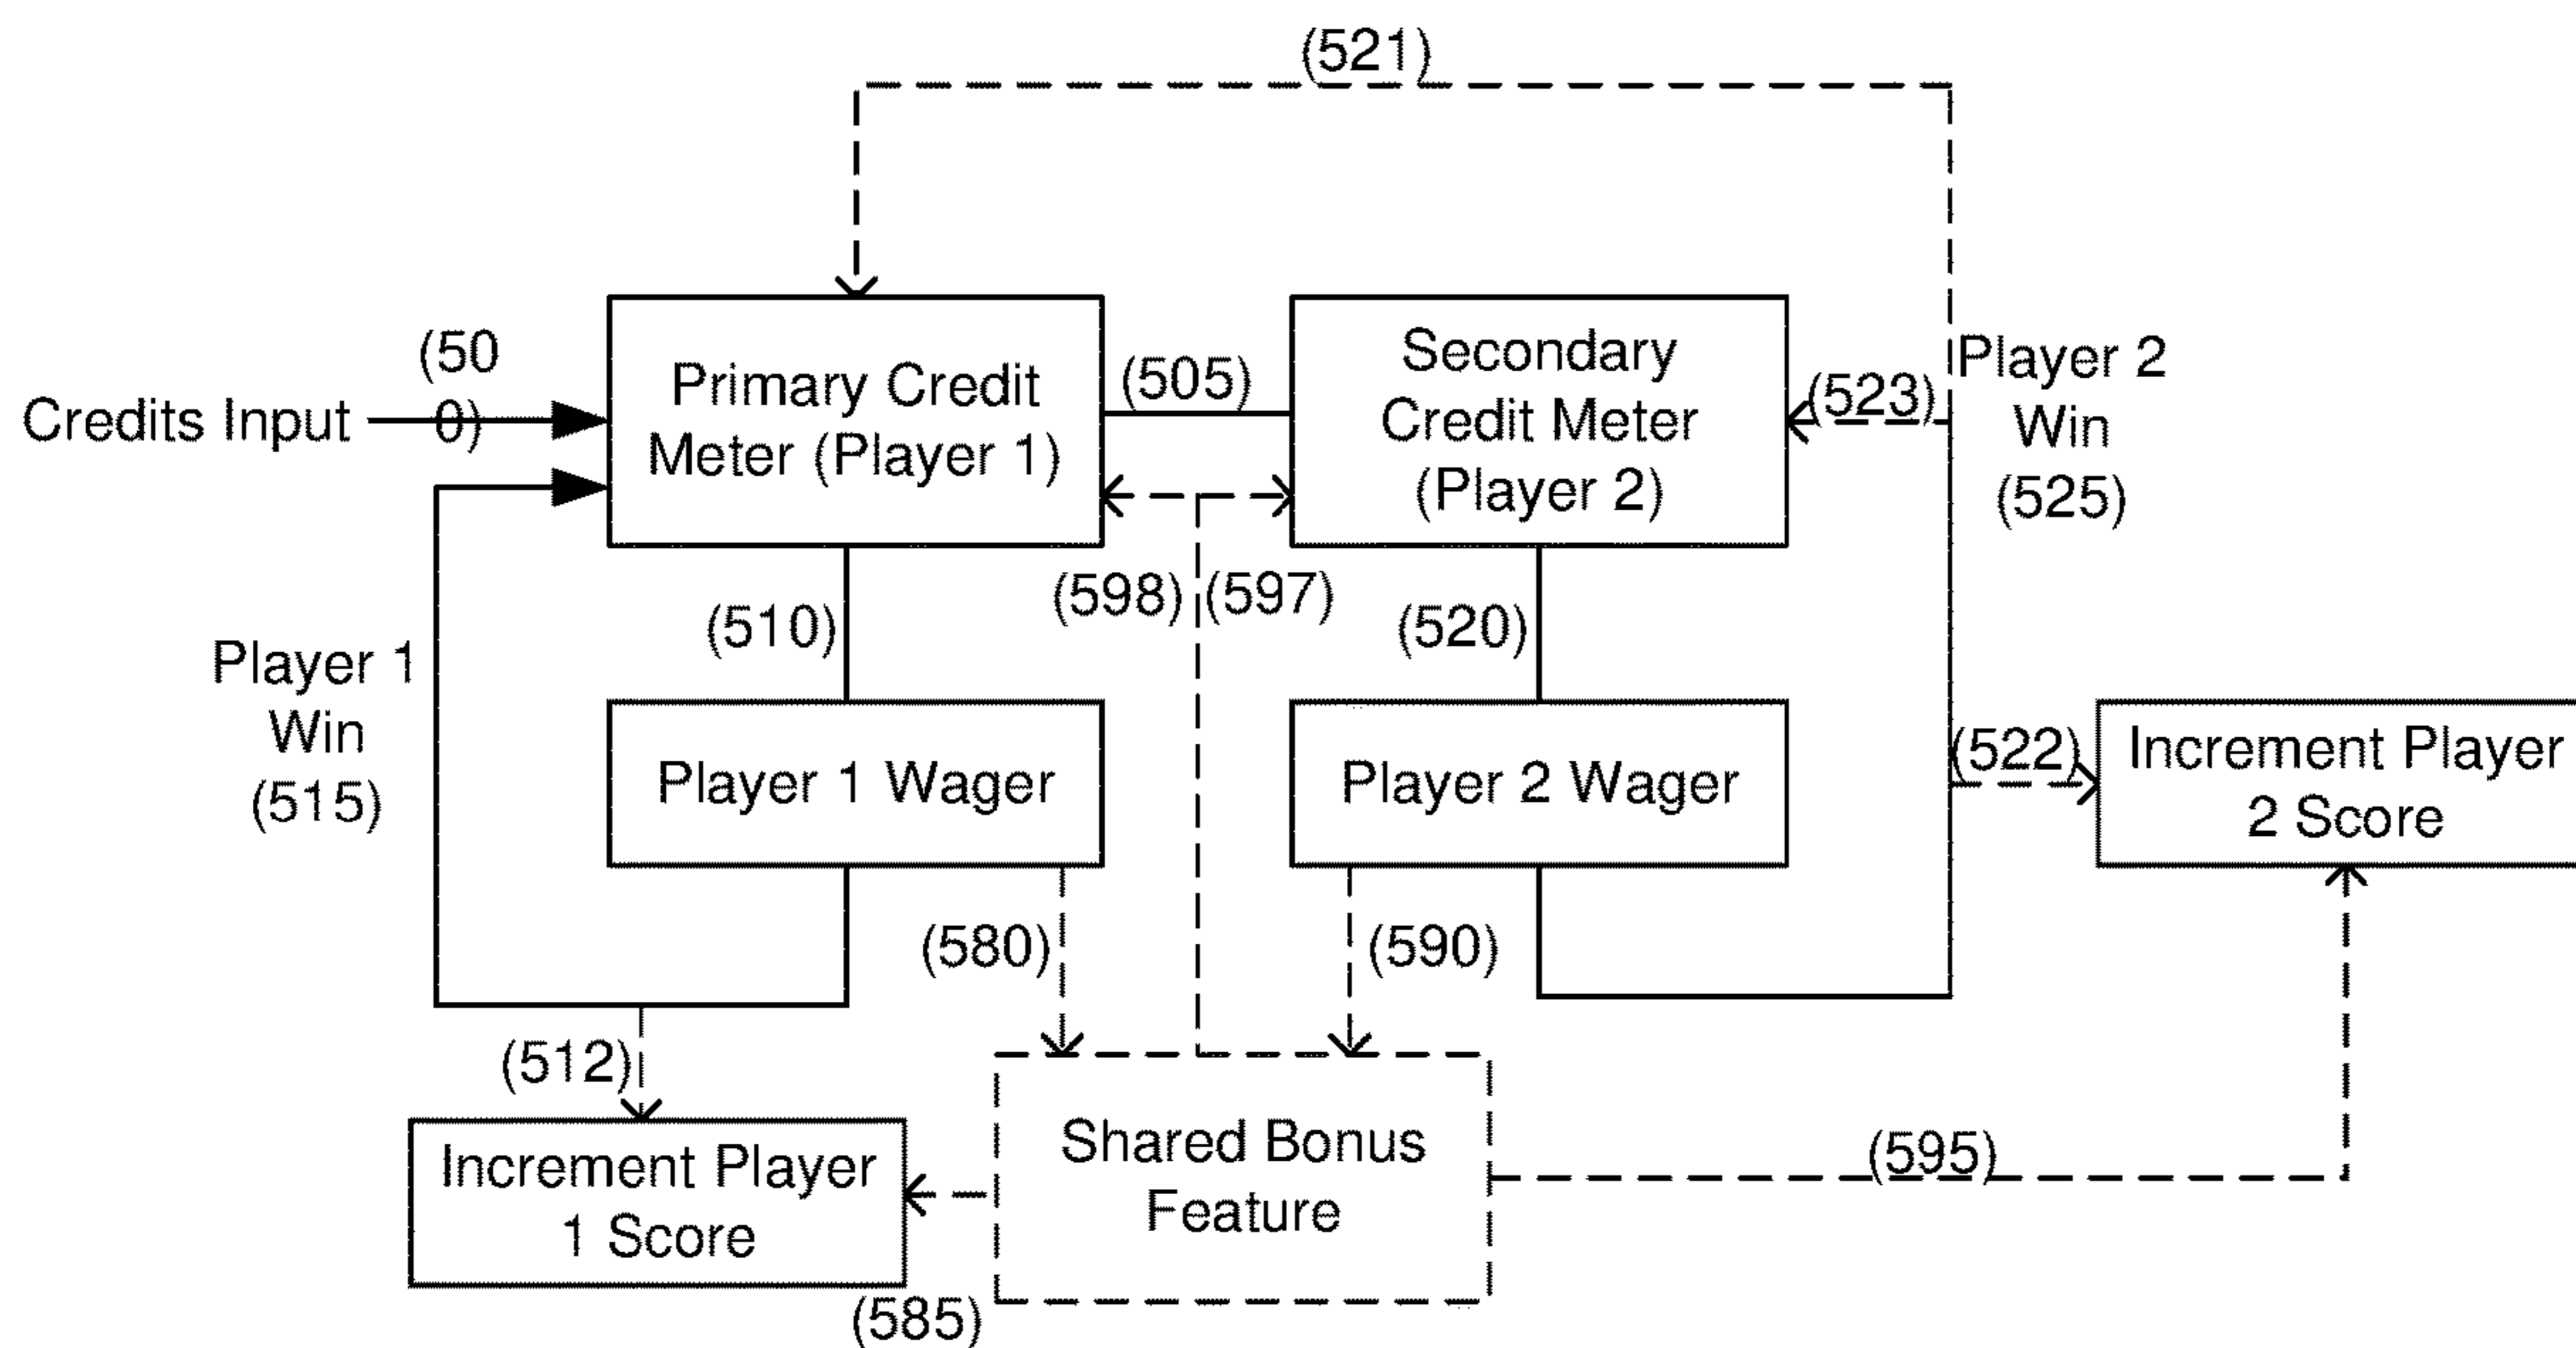 (521)
(50
0)
Credits Input
Primary Credit
Meter (Player 1)
(505)
Secondary
Credit Meter
(Player 2)
(523)
Player 2
Win
(525)
(598)
(597)
(510)
(520)
Player 1
Win
(515)
Player 1 Wager
Player 2 Wager
(522)
Increment Player
2 Score
(580)
(590)
(512)
Increment Player
1 Score
Shared Bonus
Feature
(595)
(585)